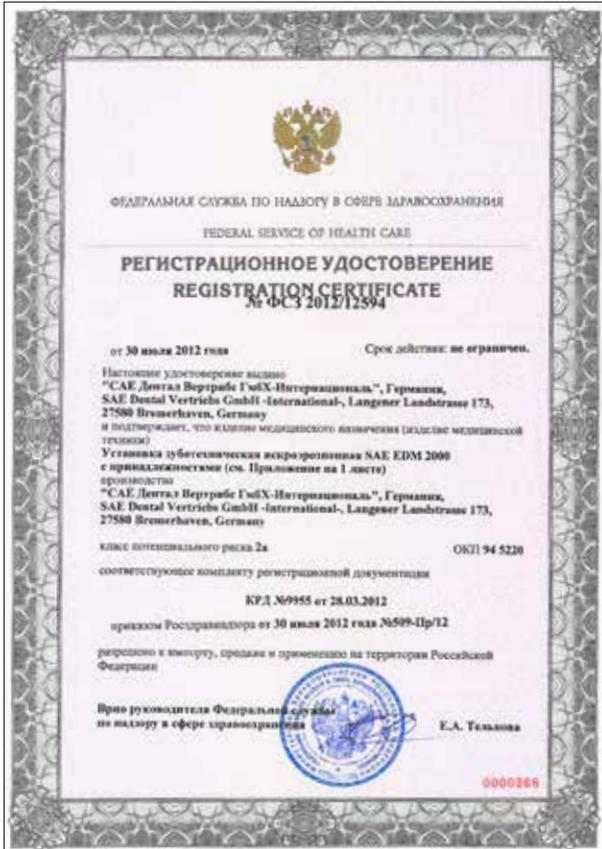 ФЕДЕРАЛЬНАЯ СЛУЖБА ПО НАДЗОРУ В СФЕРЕ ЗДРАВООХРАНЕНИЯ
FEDERAL SERVICE OF HEALTH CARE
РЕГИСТРАЦИОННОЕ УДОСТОВЕРЕНИЕ
REGISTRATION CERTIFICATE
№ ФСЗ 2012/12594
от 30 июля 2012 года Срок действия: не ограничен.
Настоящее удостоверение выдано
"САЕ Дентал Вертрибс ГмбХ-Интернациональ", Германия,
SAE Dental Vertriebs GmbH -International-, Langener Landstrasse 173,
27580 Bremerhaven, Germany
и подтверждает, что изделие медицинского назначения (изделие медицинской
техники)
Установка зуботехническая искроэрозионная SAE EDM 2000
с принадлежностями (см. Приложение на 1 листе)
производства
"САЕ Дентал Вертрибс ГмбХ-Интернациональ", Германия,
SAE Dental Vertriebs GmbH -International-, Langener Landstrasse 173,
27580 Bremerhaven, Germany
класс потенциального риска 2а ОКП 94 5220
соответствующее комплекту регистрационной документации
КРД №9955 от 28.03.2012
приказом Росздравнадзора от 30 июля 2012 года №509-Пр/12
разрешено к импорту, продаже и применению на территории Российской
Федерации
Врио руководителя Федеральной службы
по надзору в сфере здравоохранения Е.А. Тельнова